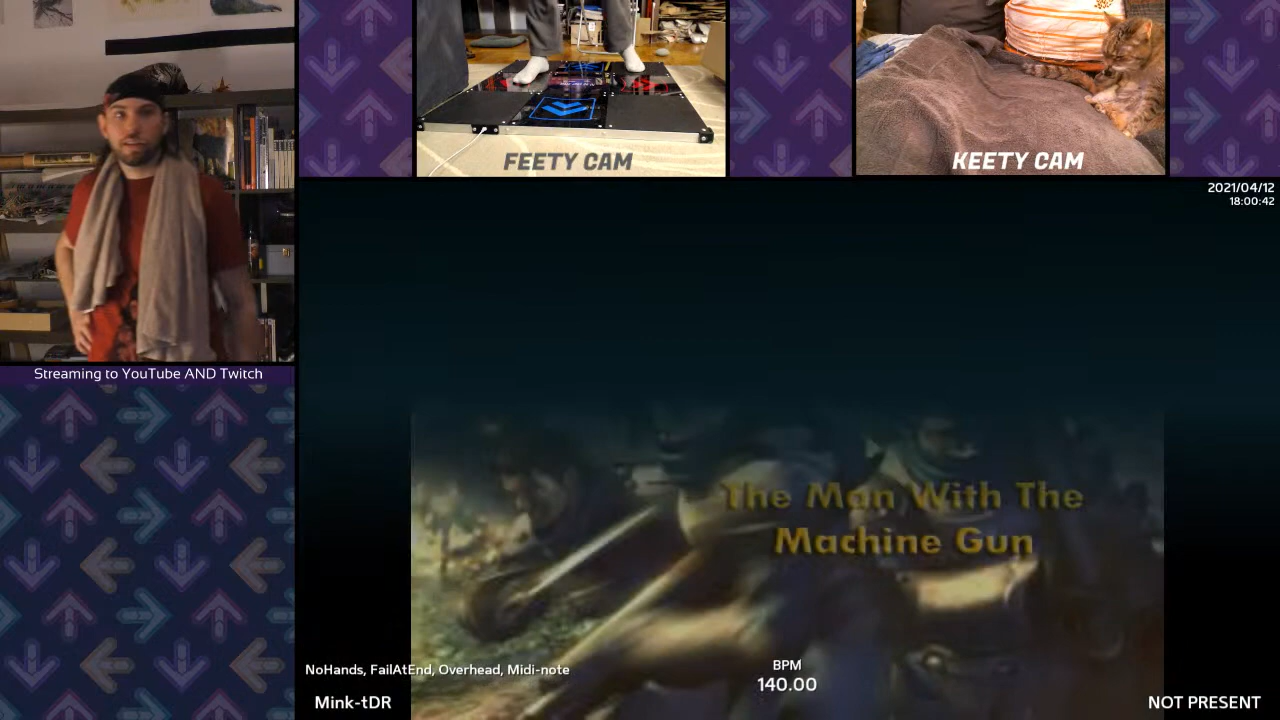 FEETY CAM
KEETY CAM
2021/04/12
18:00:42
Streaming to YouTube AND Twitch
The Man With The
Machine Gun
NoHands, FailAtEnd, Overhead, Midi-note
BPM
140.00
Mink-tDR
NOT PRESENT